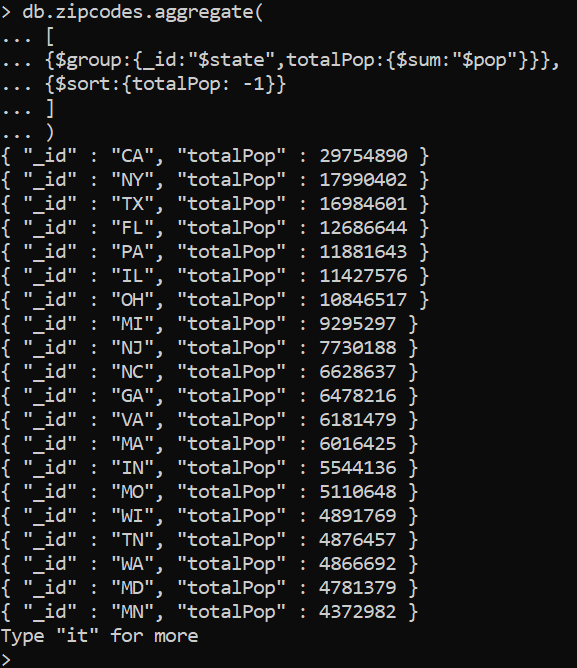 > db.zipcodes.aggregate(
... [
... {$group:{_id:"$state",totalPop:{$sum:"$pop"}}},
... {$sort:{totalPop: -1}}
... ]
... )
{ "_id" : "CA", "totalPop" : 29754890 }
{ "_id" : "NY", "totalPop" : 17990402 }
{ "_id" : "TX", "totalPop" : 16984601 }
{ "_id" : "FL", "totalPop" : 12686644 }
{ "_id" : "PA", "totalPop" : 11881643 }
{ "_id" : "IL", "totalPop" : 11427576 }
{ "_id" : "OH", "totalPop" : 10846517 }
{ "_id" : "MI", "totalPop" : 9295297 }
{ "_id" : "NJ", "totalPop" : 7730188 }
{ "_id" : "NC", "totalPop" : 6628637 }
{ "_id" : "GA", "totalPop" : 6478216 }
{ "_id" : "VA", "totalPop" : 6181479 }
{ "_id" : "MA", "totalPop" : 6016425 }
{ "_id" : "IN", "totalPop" : 5544136 }
{ "_id" : "MO", "totalPop" : 5110648 }
{ "_id" : "WI", "totalPop" : 4891769 }
{ "_id" : "TN", "totalPop" : 4876457 }
{ "_id" : "WA", "totalPop" : 4866692 }
{ "_id" : "MD", "totalPop" : 4781379 }
{ "_id" : "MN", "totalPop" : 4372982 }
Type "it" for more
>